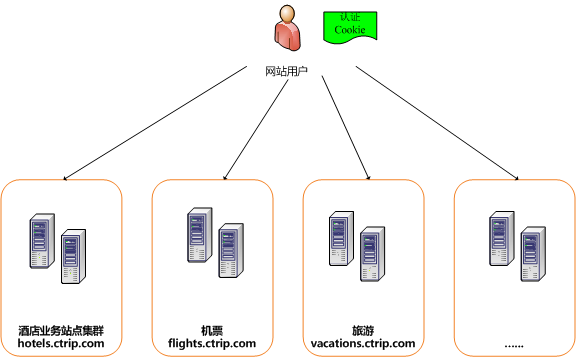 认证
Cookie
网站用户
酒店业务站点集群
hotels.ctrip.com
机票
flights.ctrip.com
旅游
vacations.ctrip.com
……